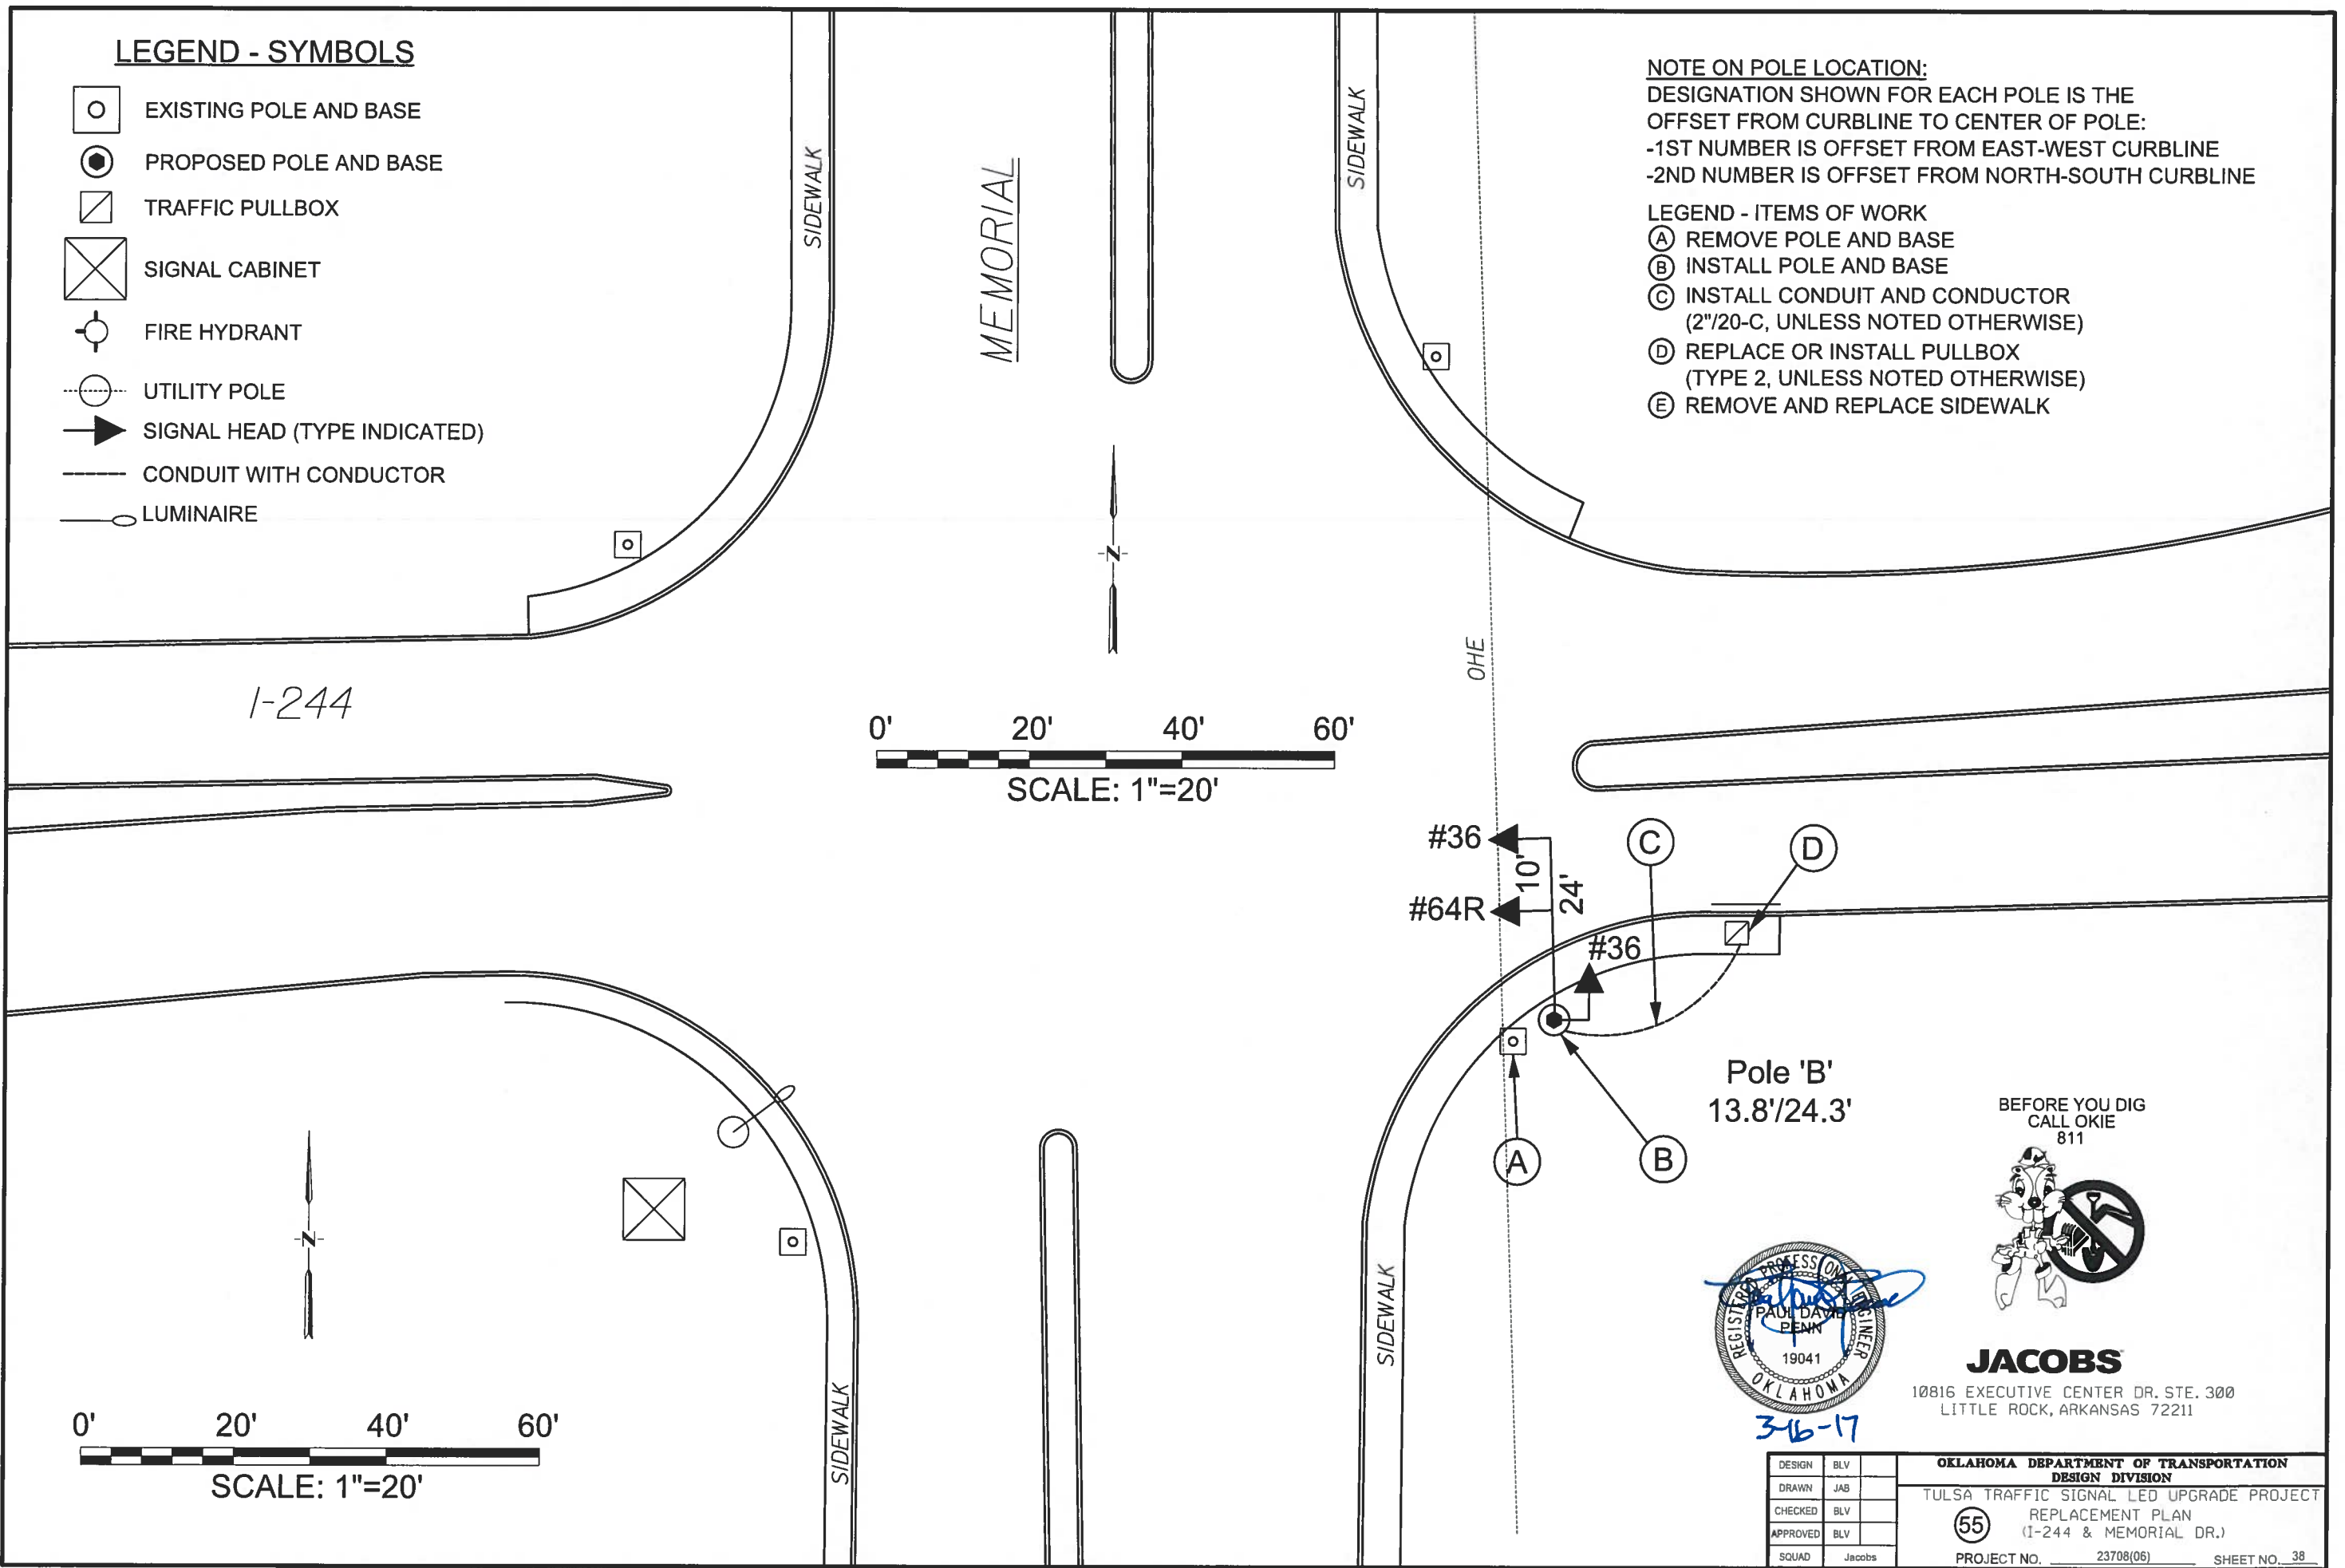 LEGEND - SYMBOLS
EXISTING POLE AND BASE
PROPOSED POLE AND BASE
TRAFFIC PULLBOX
SIGNAL CABINET
FIRE HYDRANT
UTILITY POLE
SIGNAL HEAD (TYPE INDICATED)
CONDUIT WITH CONDUCTOR
LUMINAIRE
SIDEWALK
MEMORIAL
SIDEWALK
NOTE ON POLE LOCATION:
DESIGNATION SHOWN FOR EACH POLE IS THE
OFFSET FROM CURBLINE TO CENTER OF POLE:
-1ST NUMBER IS OFFSET FROM EAST-WEST CURBLINE
-2ND NUMBER IS OFFSET FROM NORTH-SOUTH CURBLINE
LEGEND - ITEMS OF WORK
A REMOVE POLE AND BASE
B INSTALL POLE AND BASE
C INSTALL CONDUIT AND CONDUCTOR
(2"/20-C, UNLESS NOTED OTHERWISE)
D REPLACE OR INSTALL PULLBOX
(TYPE 2, UNLESS NOTED OTHERWISE)
E REMOVE AND REPLACE SIDEWALK
-N-
OHE
I-244
0' 20' 40' 60'
SCALE: 1"=20'
#36
10'
24'
#64R
#36
C
D
Pole 'B'
13.8'/24.3'
A
B
BEFORE YOU DIG
CALL OKIE
811
-N-
0' 20' 40' 60'
SCALE: 1"=20'
SIDEWALK
SIDEWALK
REGISTERED PROFESSIONAL ENGINEER
PAUL DAVID
PENN
19041
OKLAHOMA
3-16-17
JACOBS
10816 EXECUTIVE CENTER DR. STE. 300
LITTLE ROCK, ARKANSAS 72211
DESIGN BLV
DRAWN JAB
CHECKED BLV
APPROVED BLV
SQUAD Jacobs
OKLAHOMA DEPARTMENT OF TRANSPORTATION
DESIGN DIVISION
TULSA TRAFFIC SIGNAL LED UPGRADE PROJECT
55
REPLACEMENT PLAN
(I-244 & MEMORIAL DR.)
PROJECT NO. 23708(06) SHEET NO. 38